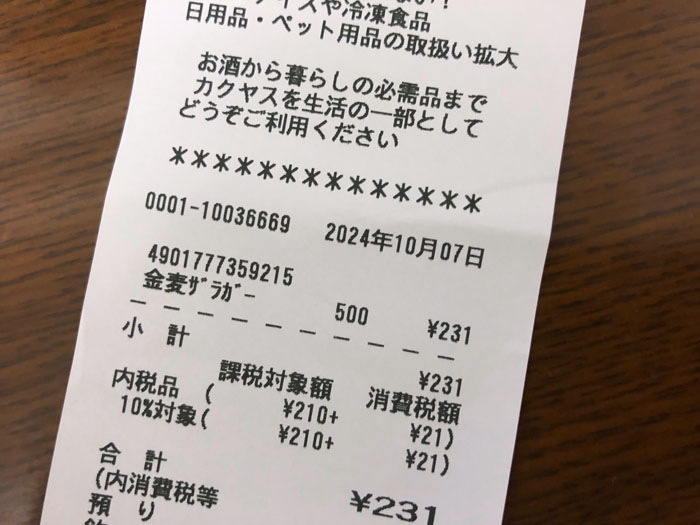 や冷凍食品
日用品・ペット用品の取扱い拡大
お酒から暮らしの必需品まで
カクヤスを生活の一部として
どうぞご利用ください
**************
0001-10036669 2024年10月07日
4901777359215
金麦ｻﾞﾗｶﾞｰ
500 ¥231
小 計 ¥231
課税対象額 消費税額
内税品 ( ¥210+ ¥21)
10%対象( ¥210+ ¥21)
合 計 ¥231
(内消費税等
預 り